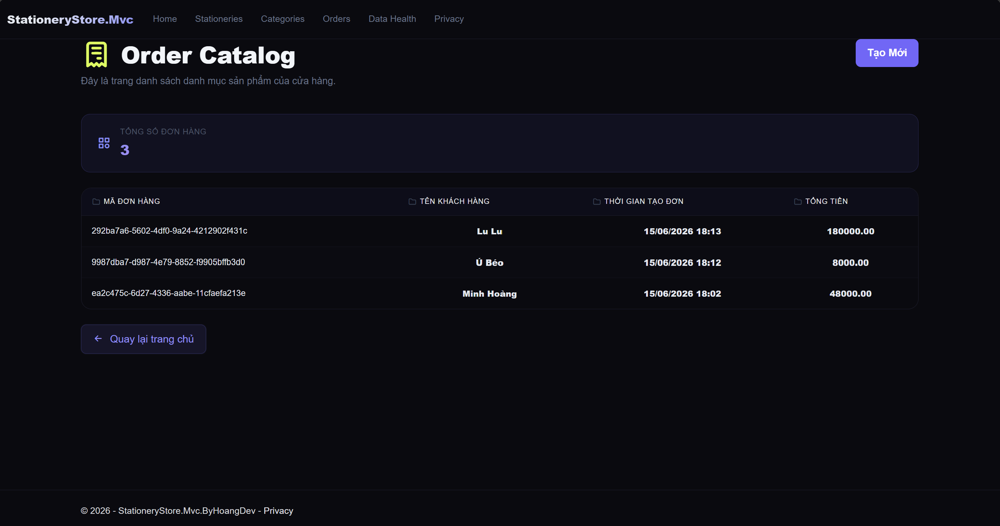 StationeryStore.Mvc Home Stationeries Categories Orders Data Health Privacy
Order Catalog
Tạo Mới
Đây là trang danh sách danh mục sản phẩm của cửa hàng.
TỔNG SỐ ĐƠN HÀNG
3
MÃ ĐƠN HÀNG TÊN KHÁCH HÀNG THỜI GIAN TẠO ĐƠN TỔNG TIỀN
292ba7a6-5602-4df0-9a24-4212902f431c Lu Lu 15/06/2026 18:13 180000.00
9987dba7-d987-4e79-8852-f9905bffb3d0 Ú Béo 15/06/2026 18:12 8000.00
ea2c475c-6d27-4336-aabe-11cfaefa213e Minh Hoàng 15/06/2026 18:02 48000.00
Quay lại trang chủ
© 2026 - StationeryStore.Mvc.ByHoangDev - Privacy